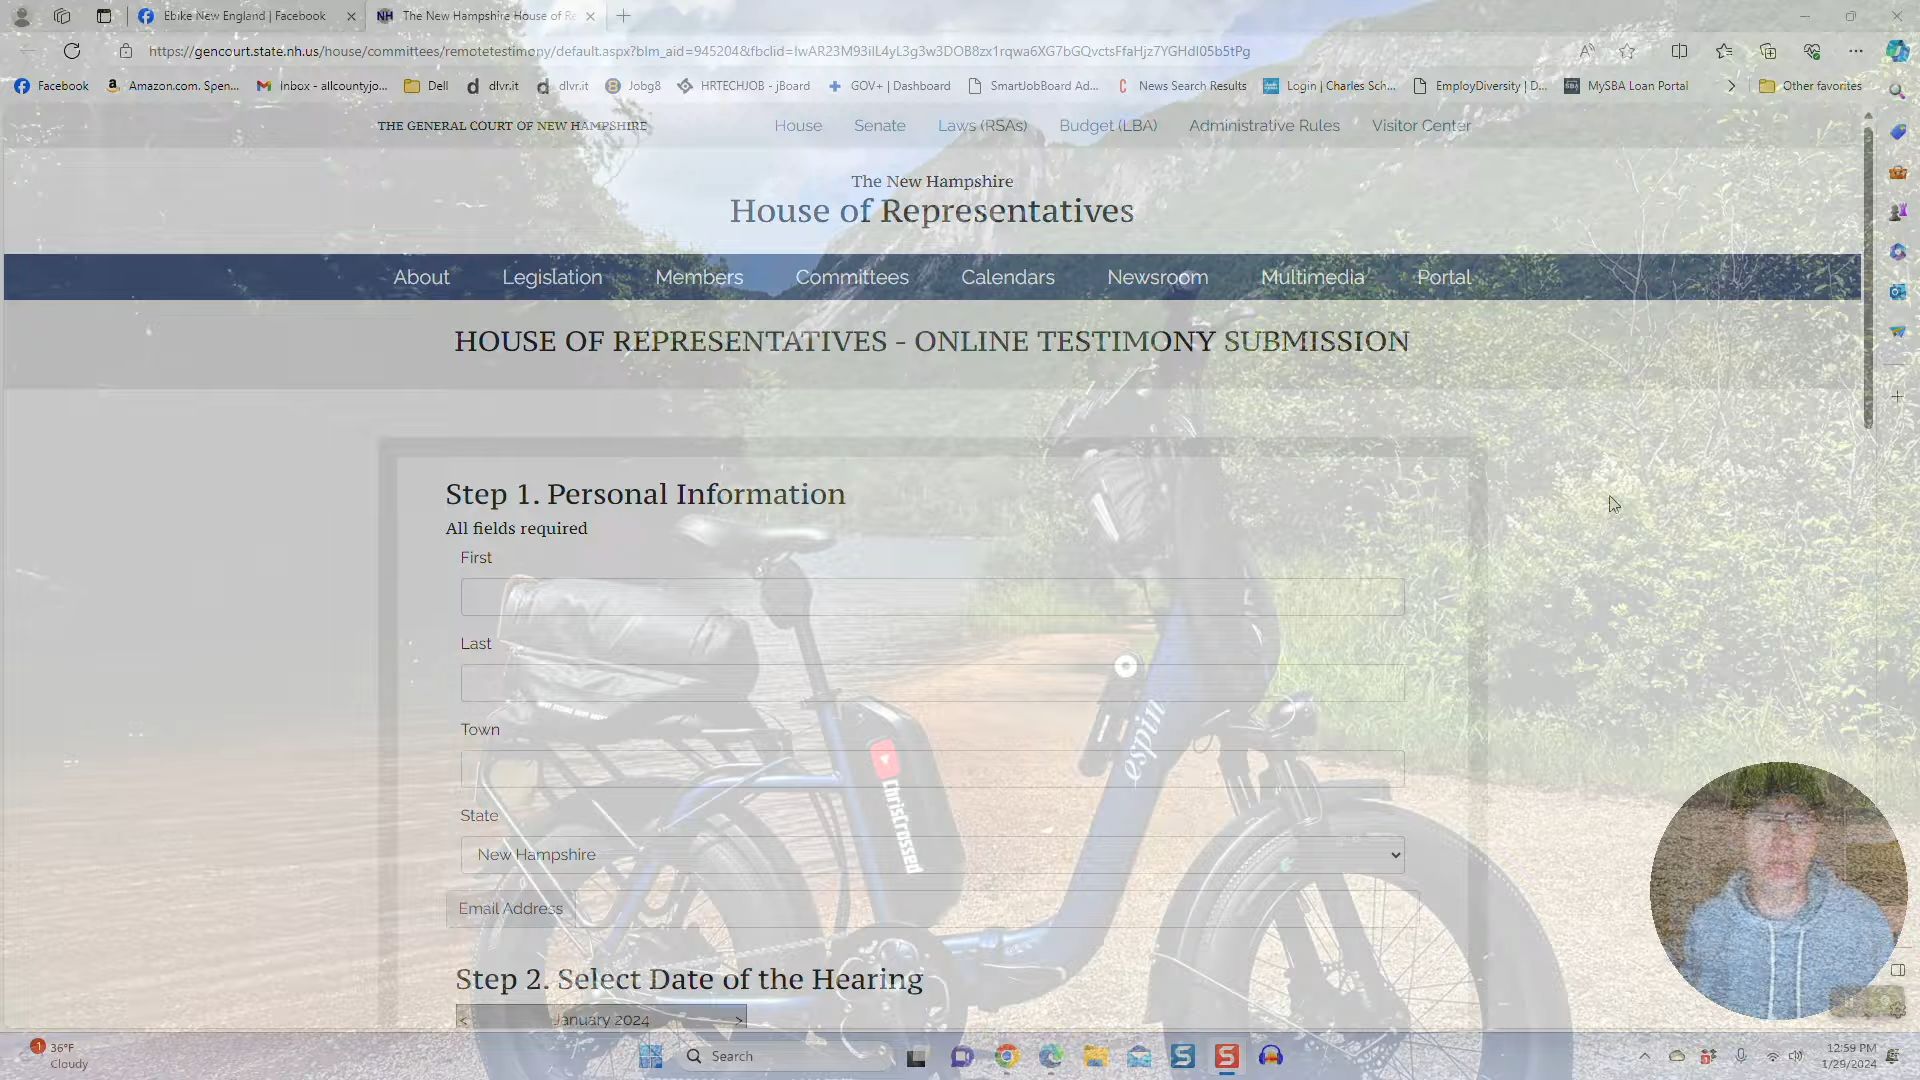 Ebike New England | Facebook
NH The New Hampshire House of Re
https://gencourt.state.nh.us/house/committees/remotetestimony/default.aspx?blm_aid=945204&fbclid=IwAR23M93iIL4yL3g3w3DOB8zx1rqwa6XG7bGQvctsFfaHjz7YGHdI05b5tPg
Facebook
Amazon.com. Spen...
Inbox - allcountyjo...
Dell
dlvr.it
dlvr.it
Jobg8
HRTECHJOB - jBoard
GOV+ | Dashboard
SmartJobBoard Ad...
News Search Results
Login | Charles Sch...
EmployDiversity | D...
MySBA Loan Portal
Other favorites
THE GENERAL COURT OF NEW HAMPSHIRE
House Senate Laws (RSAs) Budget (LBA) Administrative Rules Visitor Center
The New Hampshire
House of Representatives
About Legislation Members Committees Calendars Newsroom Multimedia Portal
HOUSE OF REPRESENTATIVES - ONLINE TESTIMONY SUBMISSION
Step 1. Personal Information
All fields required
First
Last
Town
espin
ChrisCrossed
State
New Hampshire
Email Address
Step 2. Select Date of the Hearing
< January 2024 >
1 36°F
Cloudy
Search
12:59 PM
1/29/2024